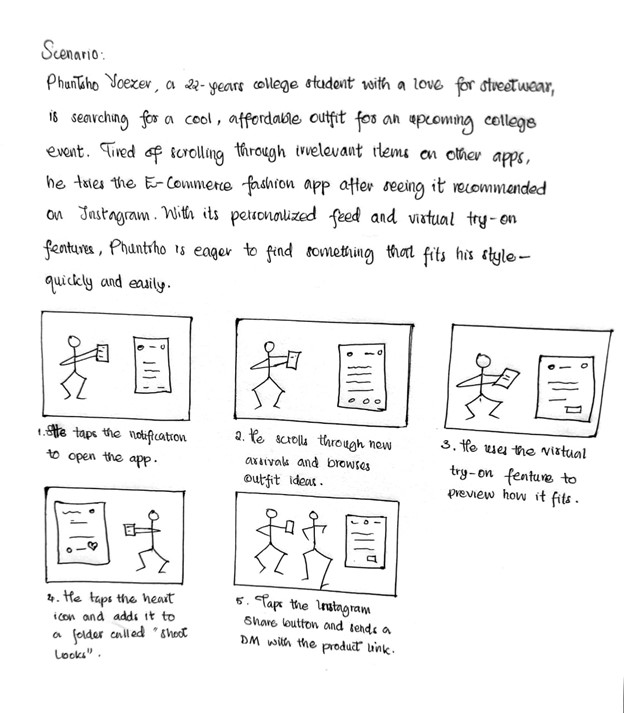 Scenario:
Phuntsho Yoezer, a 22-years college student with a love for streetwear,
is searching for a cool, affordable outfit for an upcoming college
event. Tired of scrolling through irrelevant items on other apps,
he tries the E-Commerce fashion app after seeing it recommended
on Instagram. With its personalized feed and virtual try-on
features, Phuntsho is eager to find something that fits his style-
quickly and easily.
1. He taps the notification
to open the app.
2. He scrolls through new
arrivals and browses
outfit ideas.
3. He uses the virtual
try-on feature to
preview how it fits.
4. He taps the heart
icon and adds it to
a folder called "Shoot
Looks".
5. Taps the Instagram
Share button and sends a
DM with the product link.